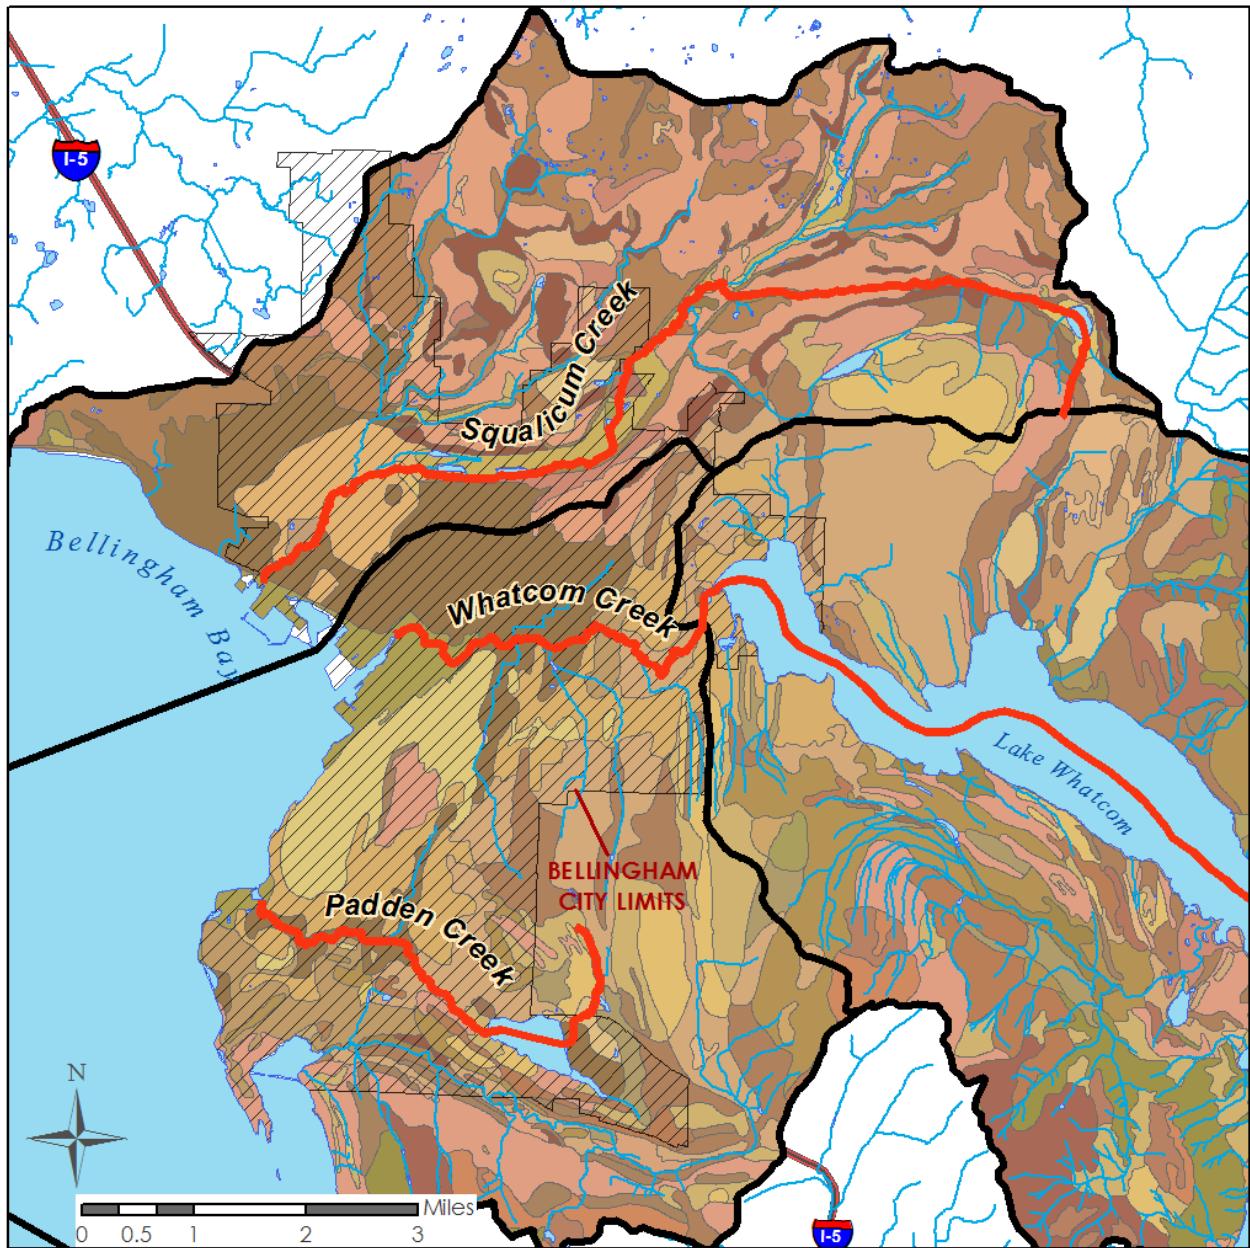 I-5
Squalicum Creek
Bellingham Bay
Whatcom Creek
Lake Whatcom
BELLINGHAM
CITY LIMITS
Padden Creek
N
Miles
0 0.5 1 2 3
I-5